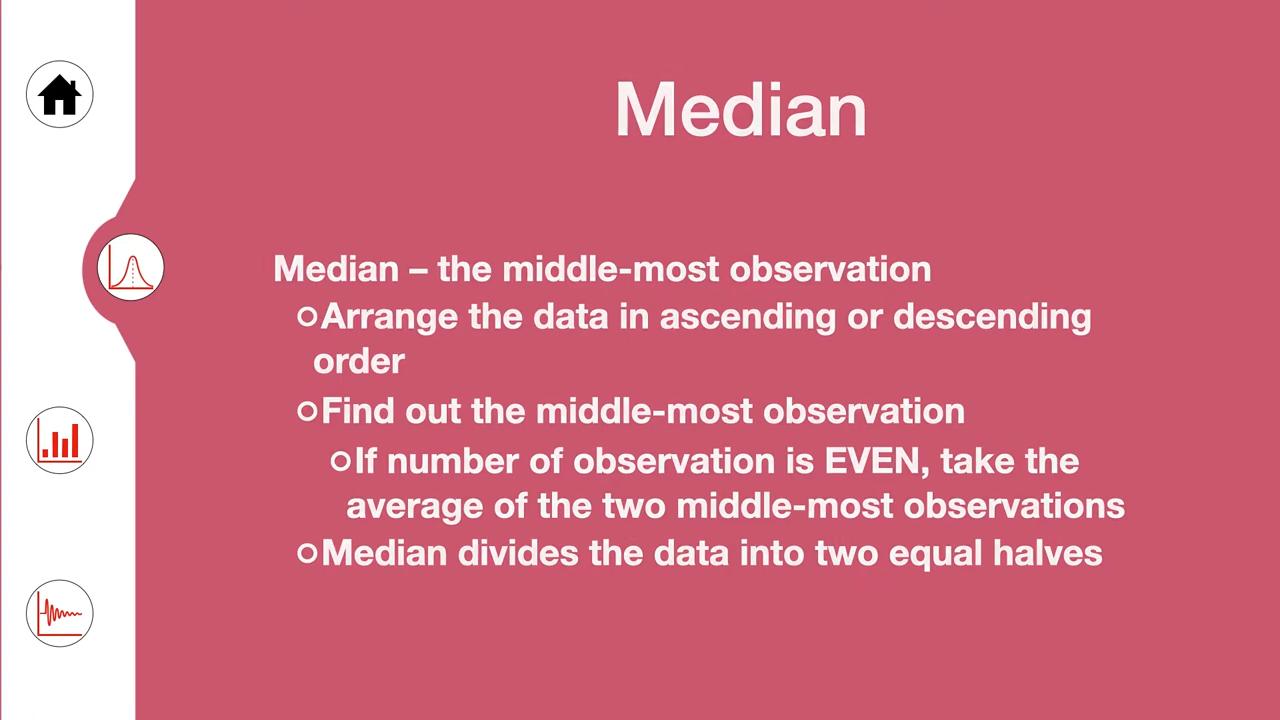 Median
Median – the middle-most observation
○Arrange the data in ascending or descending
order
○Find out the middle-most observation
○If number of observation is EVEN, take the
average of the two middle-most observations
○Median divides the data into two equal halves